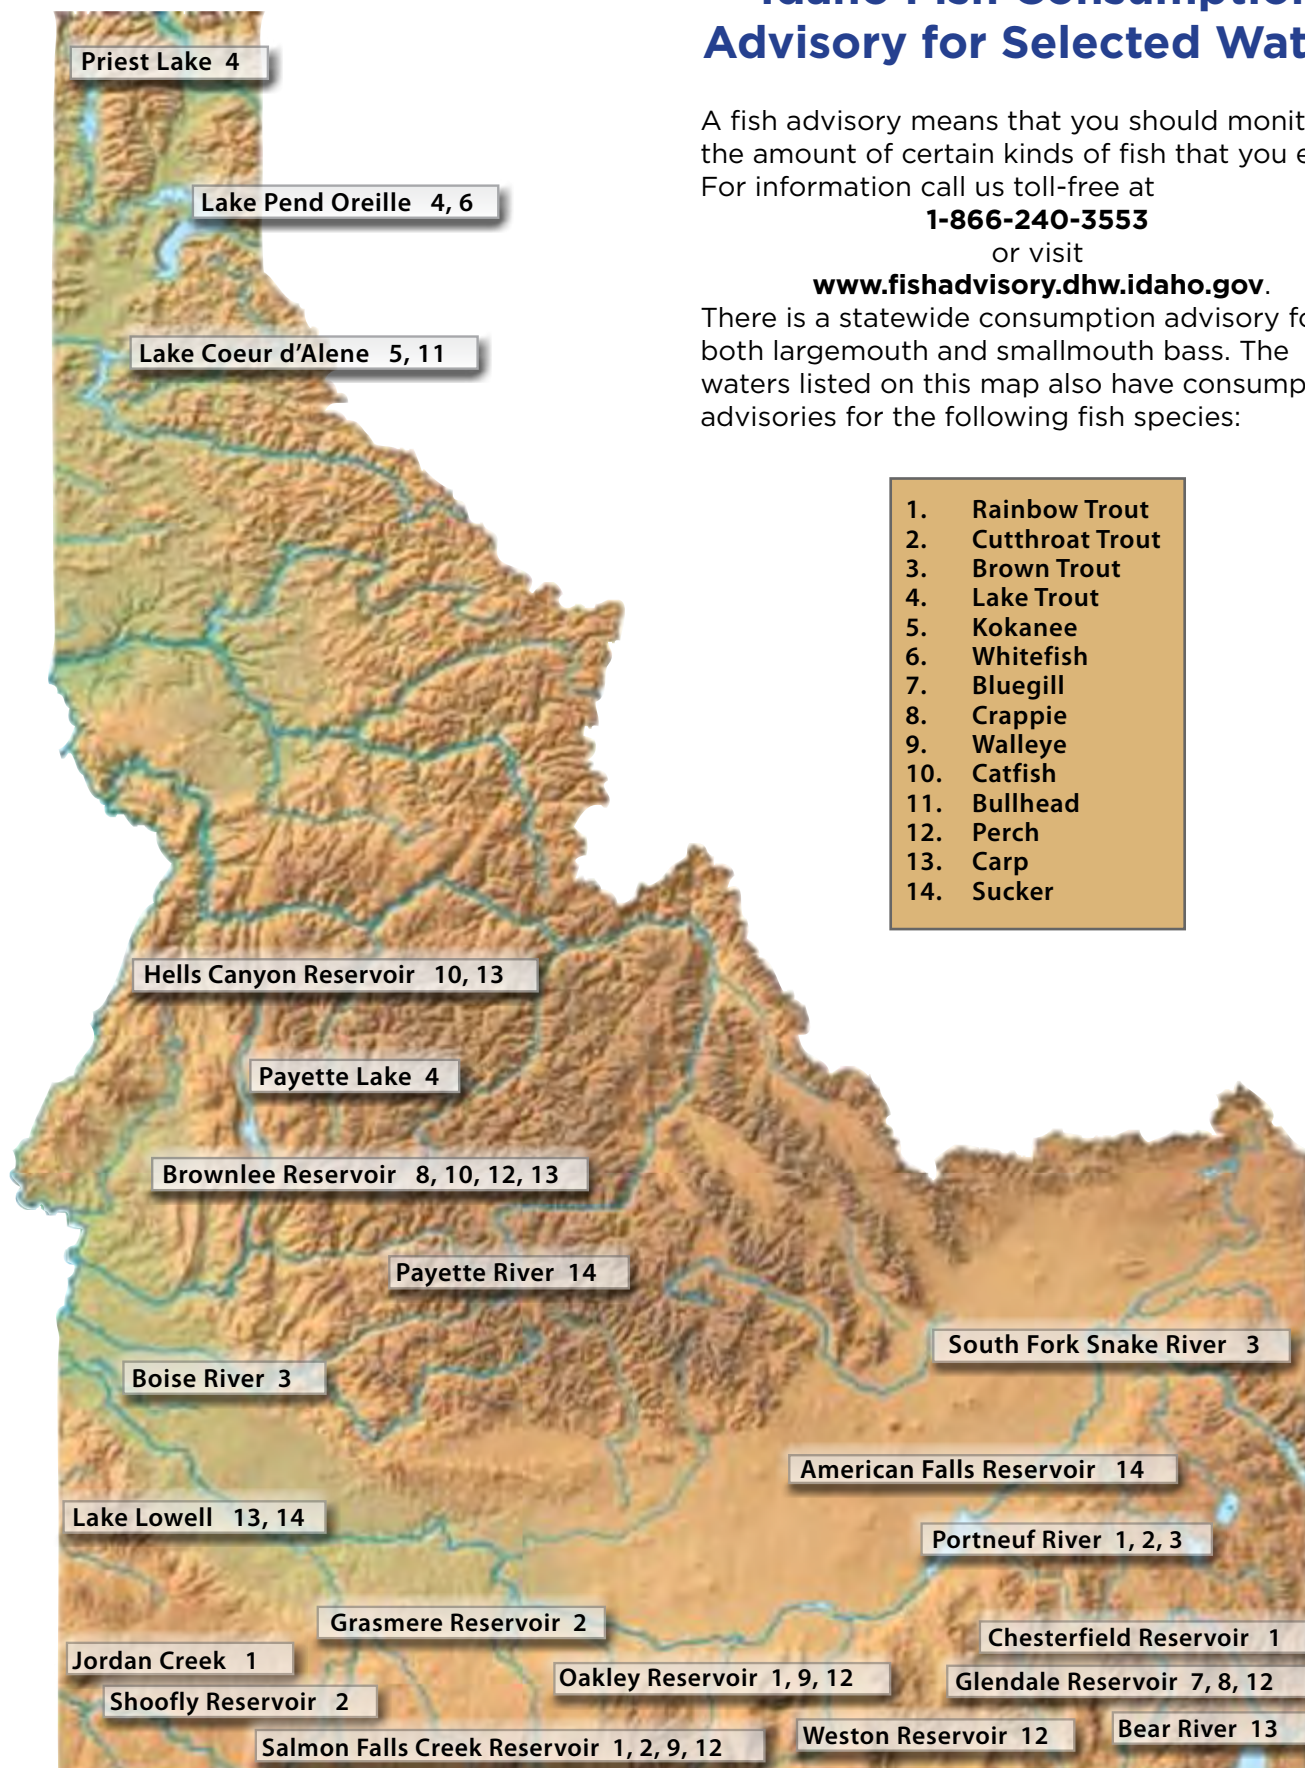 Idaho Fish Consumption
Advisory for Selected Wat
A fish advisory means that you should monit
the amount of certain kinds of fish that you e
For information call us toll-free at
1-866-240-3553
or visit
www.fishadvisory.dhw.idaho.gov.
There is a statewide consumption advisory fo
both largemouth and smallmouth bass. The
waters listed on this map also have consump
advisories for the following fish species:
1. Rainbow Trout
2. Cutthroat Trout
3. Brown Trout
4. Lake Trout
5. Kokanee
6. Whitefish
7. Bluegill
8. Crappie
9. Walleye
10. Catfish
11. Bullhead
12. Perch
13. Carp
14. Sucker
Priest Lake 4
Lake Pend Oreille 4, 6
Lake Coeur d’Alene 5, 11
Hells Canyon Reservoir 10, 13
Payette Lake 4
Brownlee Reservoir 8, 10, 12, 13
Payette River 14
South Fork Snake River 3
Boise River 3
American Falls Reservoir 14
Lake Lowell 13, 14
Portneuf River 1, 2, 3
Grasmere Reservoir 2
Chesterfield Reservoir 1
Jordan Creek 1
Oakley Reservoir 1, 9, 12
Glendale Reservoir 7, 8, 12
Shoofly Reservoir 2
Weston Reservoir 12
Bear River 13
Salmon Falls Creek Reservoir 1, 2, 9, 12